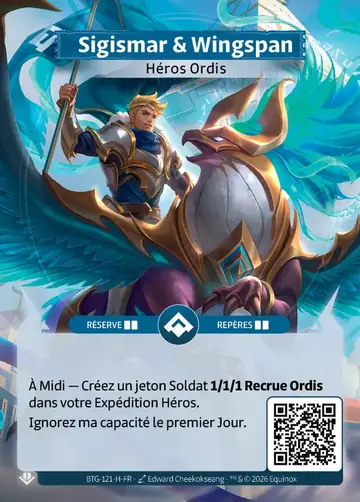 Sigismar & Wingspan
Héros Ordis
RÉSERVE
REPÈRES
À Midi — Créez un jeton Soldat 1/1/1 Recrue Ordis
dans votre Expédition Héros.
Ignorez ma capacité le premier Jour.
BTG-121-H-FR - Edward Cheekokseang - ™& © 2026 Equinox